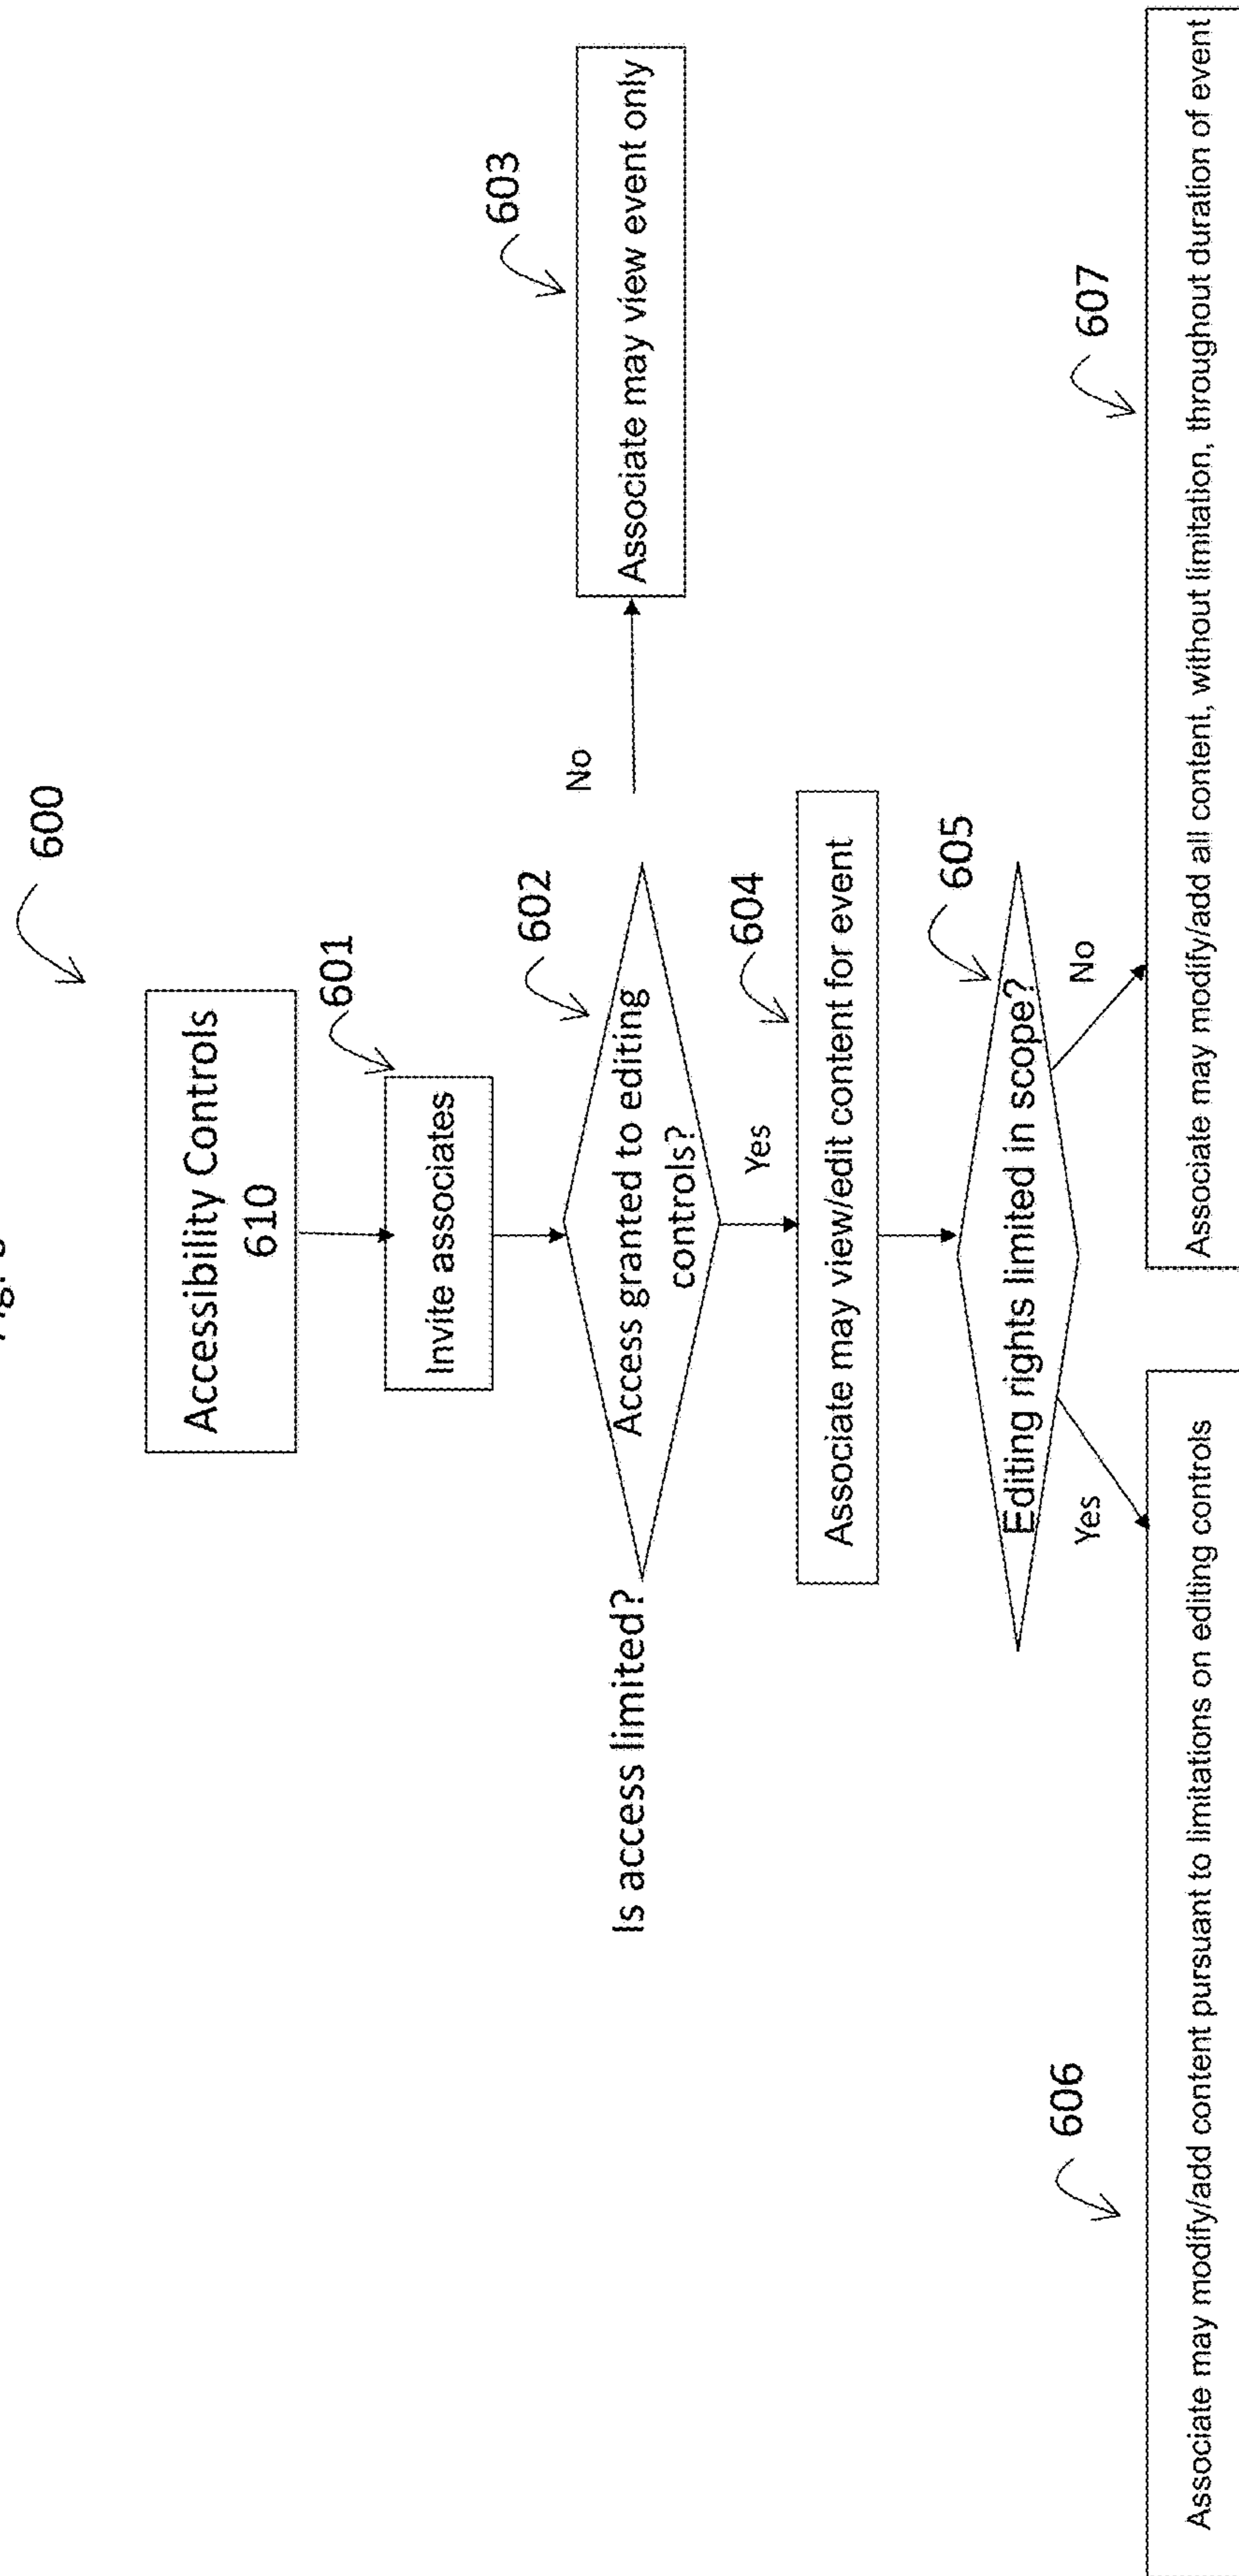 600
Accessibility Controls
610
601
Invite associates
602
Is access limited?
Access granted to editing
controls?
No
603
Associate may view event only
Yes
604
Associate may view/edit content for event
605
Editing rights limited in scope?
Yes
No
606
Associate may modify/add content pursuant to limitations on editing controls
607
Associate may modify/add all content, without limitation, throughout duration of event